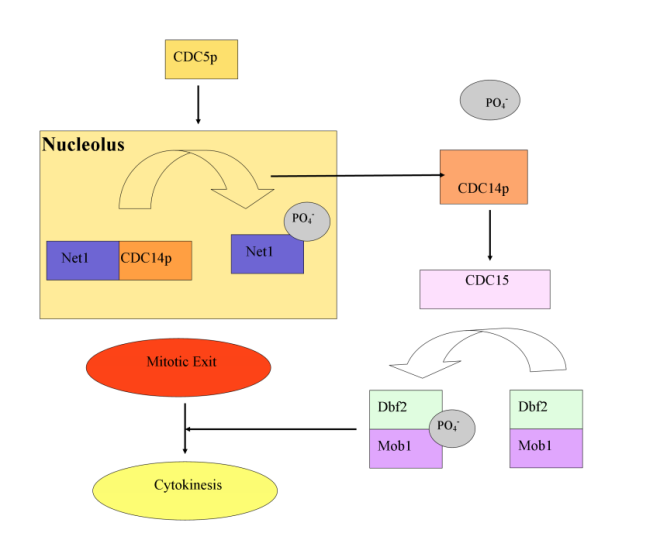 CDC5p
Nucleolus
PO4-
CDC14p
PO4-
Net1
CDC14p
Net1
CDC15
Mitotic Exit
Dbf2
Dbf2
PO4-
Mob1
Mob1
Cytokinesis